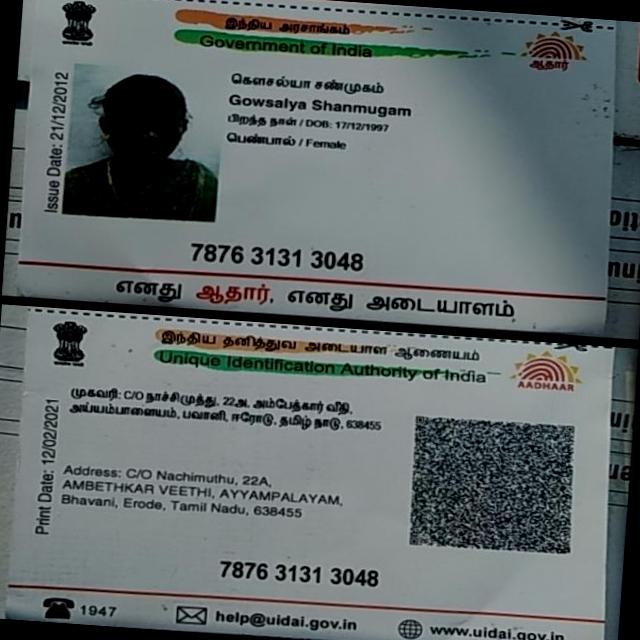 இந்திய அரசாங்கம்
Government of India
ஆதார்
Issue Date: 21/12/2012
கௌசல்யா சண்முகம்
Gowsalya Shanmugam
பிறந்த நாள் / DOB: 17/12/1997
பெண்பால் / Female
7876 3131 3048
எனது ஆதார், எனது அடையாளம்
இந்திய தனித்துவ அடையாள ஆணையம்
Unique Identification Authority of India
AADHAAR
Print Date: 12/02/2021
முகவரி: C/O நாச்சிமுத்து, 22அ, அம்பேத்கார் வீதி,
அய்யம்பாளையம், பவானி, ஈரோடு, தமிழ் நாடு, 638455
Address: C/O Nachimuthu, 22A,
AMBETHKAR VEETHI, AYYAMPALAYAM,
Bhavani, Erode, Tamil Nadu, 638455
7876 3131 3048
1947
help@uidai.gov.in
www.uidai.gov.in